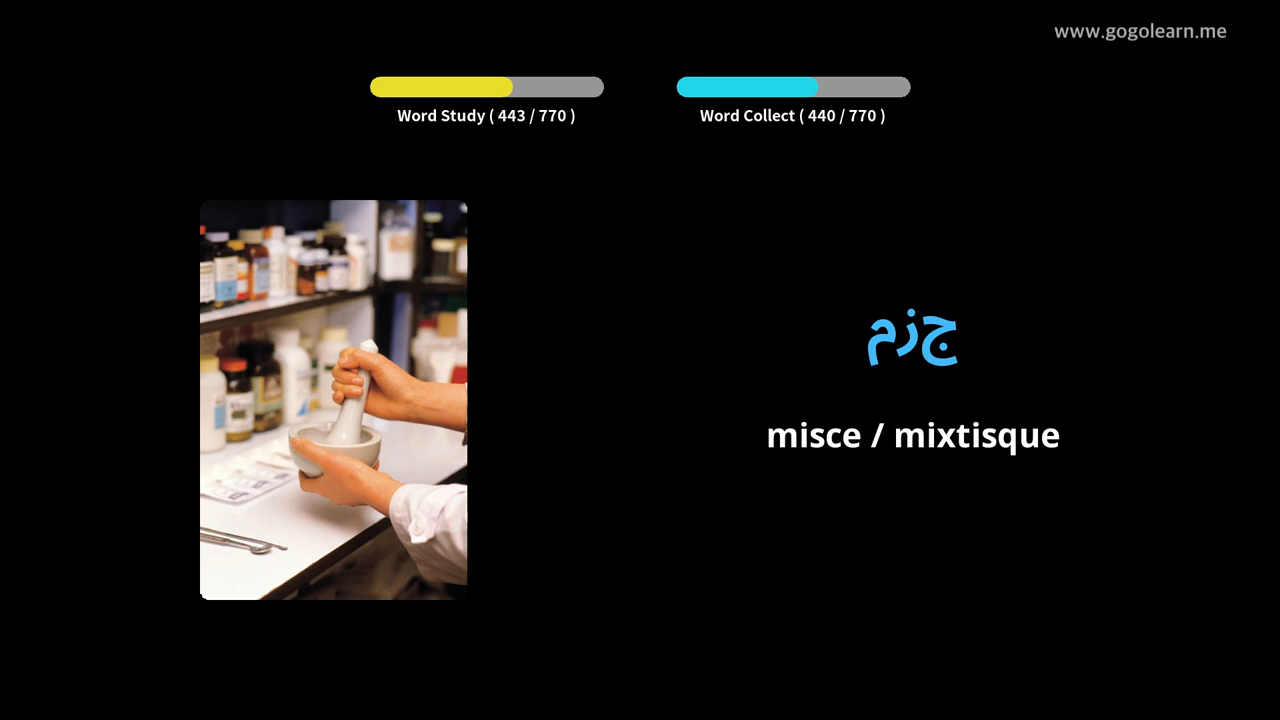 www.gogolearn.me
Word Study ( 443 / 770 )
Word Collect ( 440 / 770 )
جزم
misce / mixtisque